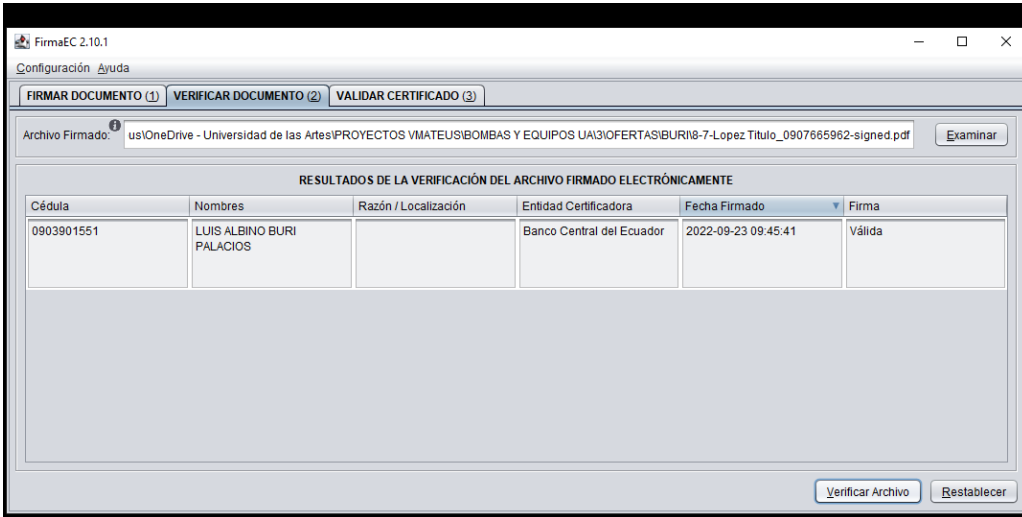 FirmaEC 2.10.1
Configuración Ayuda
FIRMAR DOCUMENTO (1) VERIFICAR DOCUMENTO (2) VALIDAR CERTIFICADO (3)
Archivo Firmado: us\OneDrive - Universidad de las Artes\PROYECTOS VMATEUS\BOMBAS Y EQUIPOS UA\3\OFERTAS\BURI\8-7-Lopez Titulo_0907665962-signed.pdf Examinar
RESULTADOS DE LA VERIFICACIÓN DEL ARCHIVO FIRMADO ELECTRÓNICAMENTE
Cédula Nombres Razón / Localización Entidad Certificadora Fecha Firmado Firma
0903901551 LUIS ALBINO BURI Banco Central del Ecuador 2022-09-23 09:45:41 Válida
PALACIOS
Verificar Archivo Restablecer